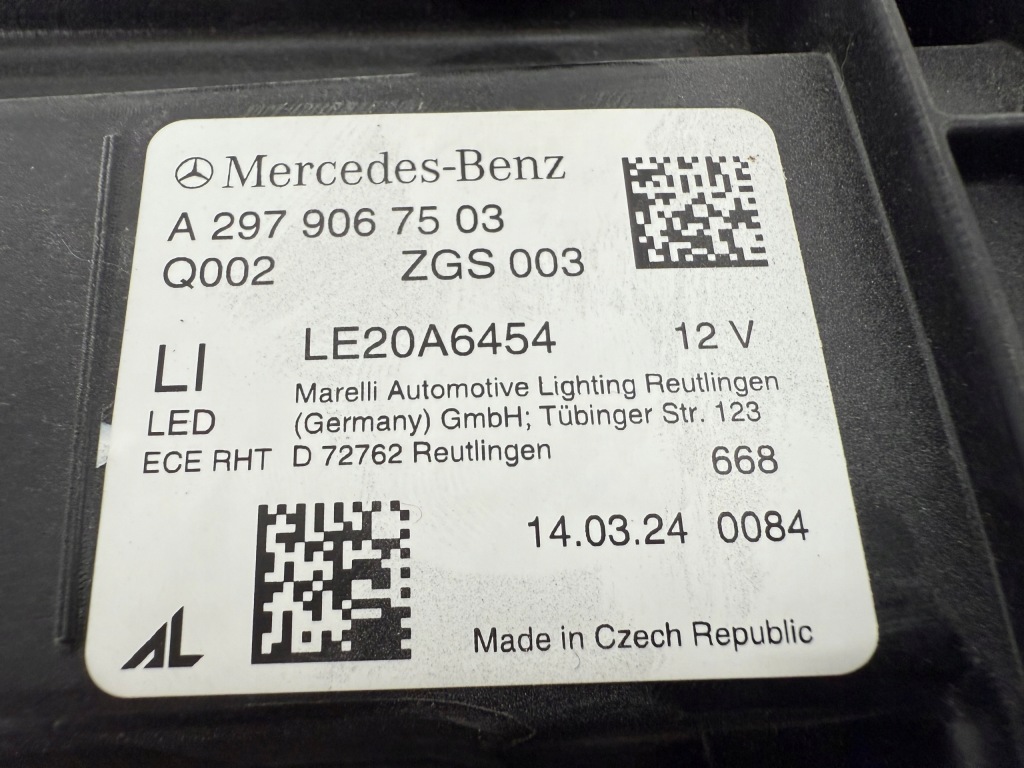 Mercedes-Benz
A 297 906 75 03
Q002 ZGS 003
LI LE20A6454 12 V
LED Marelli Automotive Lighting Reutlingen
(Germany) GmbH; Tübinger Str. 123
ECE RHT D 72762 Reutlingen
668
14.03.24 0084
AL
Made in Czech Republic